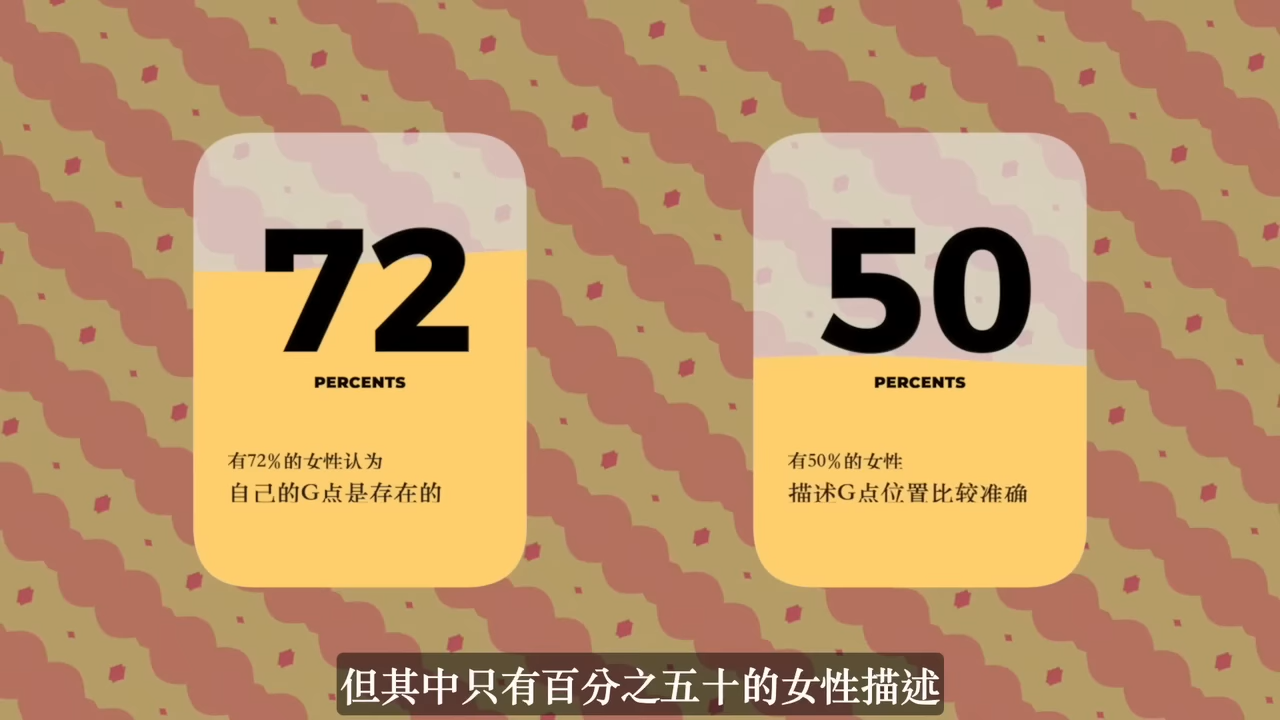 72
PERCENTS
有72%的女性认为
自己的G点是存在的
50
PERCENTS
有50%的女性
描述G点位置比较准确
但其中只有百分之五十的女性描述